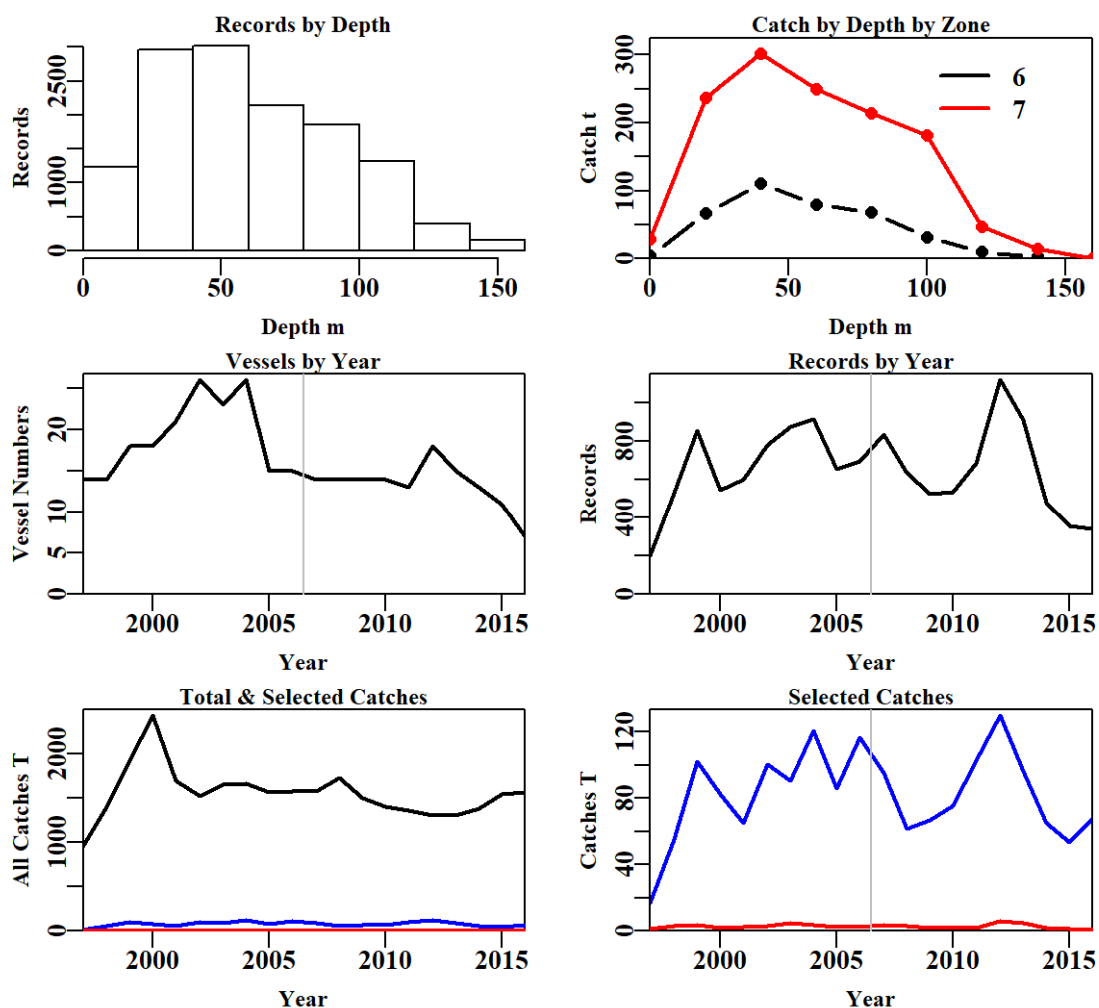 Records by Depth
Records
0
1000
2500
0
50
100
150
Depth m
Catch by Depth by Zone
Catch t
0
100
200
300
6
7
0
50
100
150
Depth m
Vessels by Year
Vessel Numbers
0
5
10
20
2000
2005
2010
2015
Year
Records by Year
Records
0
400
800
2000
2005
2010
2015
Year
Total & Selected Catches
All Catches T
0
1000
2000
2000
2005
2010
2015
Year
Selected Catches
Catches T
0
40
80
120
2000
2005
2010
2015
Year